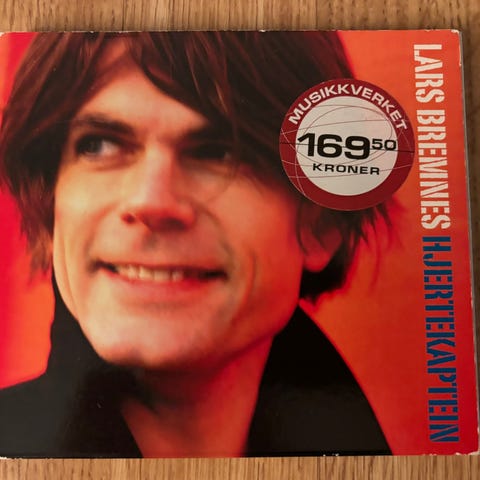 MUSIKKVERKET
169 50
KRONER
LARS BREMNES HJERTEKAPTEIN